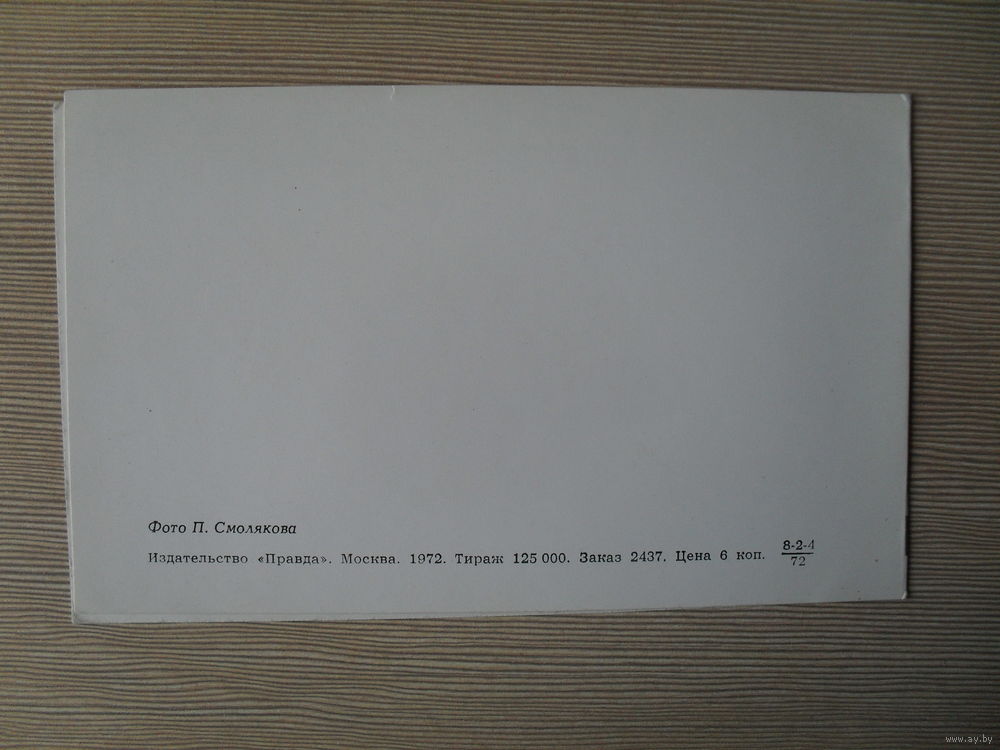 Фото П. Смолякова
Издательство «Правда». Москва. 1972. Тираж 125 000. Заказ 2437. Цена 6 коп. 8-2-4
72
www.ay.by